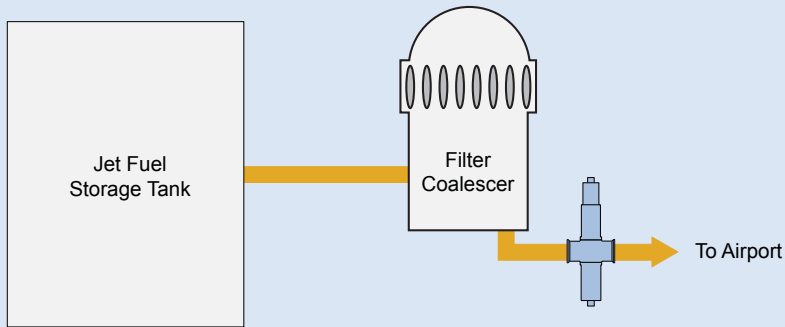 Jet Fuel
Storage Tank
Filter
Coalescer
To Airport